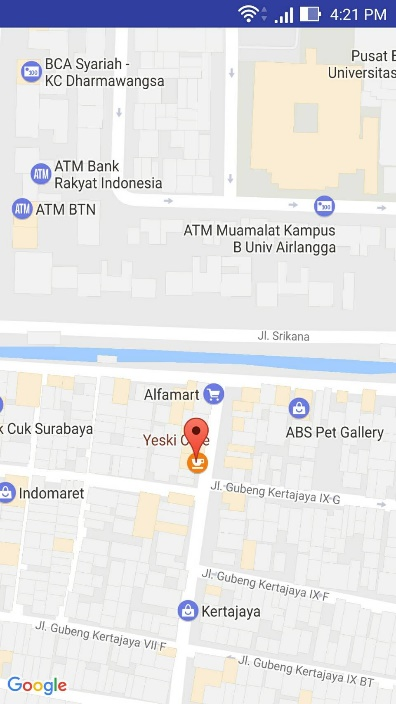 4:21 PM
BCA Syariah -
KC Dharmawangsa
Pusat B
Universitas
ATM Bank
Rakyat Indonesia
ATM
ATM
ATM BTN
ATM Muamalat Kampus
B Univ Airlangga
Jl. Srikana
Alfamart
k Cuk Surabaya
ABS Pet Gallery
Yeski C e
Indomaret
Jl. Gubeng Kertajaya IX G
Jl. Gubeng Kertajaya IX F
Kertajaya
Jl. Gubeng Kertajaya VII F
Jl. Gubeng Kertajaya IX BT
Google